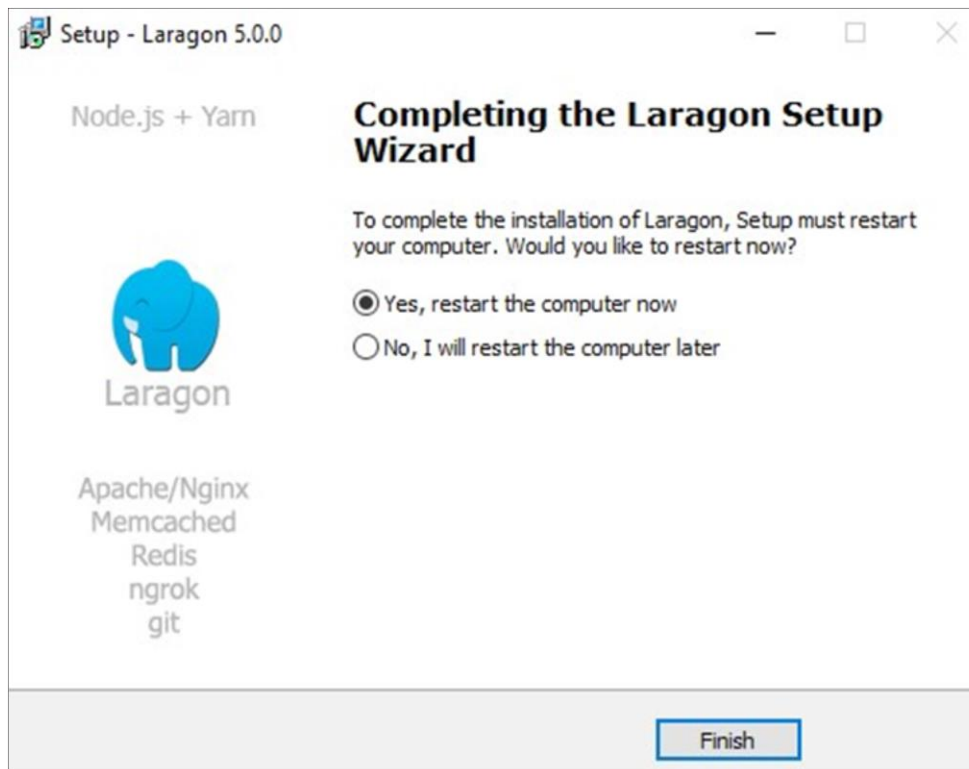 Setup - Laragon 5.0.0
Node.js + Yarn
Laragon
Apache/Nginx
Memcached
Redis
ngrok
git
Completing the Laragon Setup
Wizard
To complete the installation of Laragon, Setup must restart
your computer. Would you like to restart now?
Yes, restart the computer now
No, I will restart the computer later
Finish